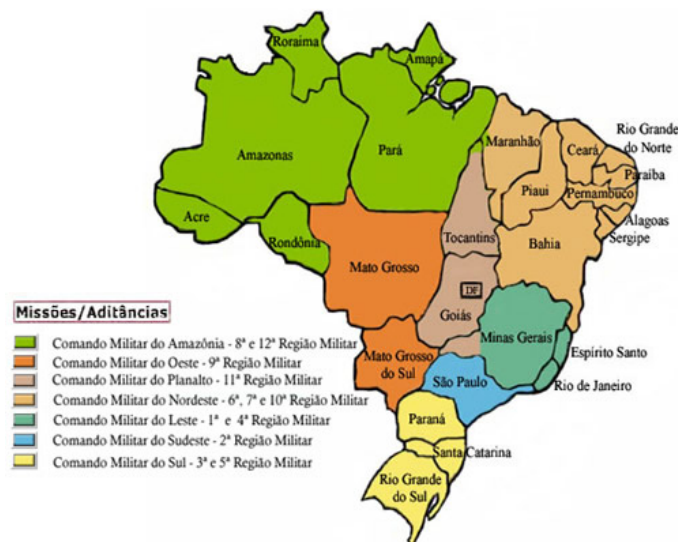 Roraima
Amapá
Amazonas
Pará
Maranhão
Ceará
Rio Grande
do Norte
Paraíba
Piaui
Pernambuco
Acre
Rondônia
Tocantins
Alagoas
Sergipe
Bahia
Mato Grosso
DF
Goiás
Minas Gerais
Mato Grosso
do Sul
Espírito Santo
São Paulo
Rio de Janeiro
Paraná
Santa Catarina
Rio Grande
do Sul
Missões/Aditâncias
Comando Militar do Amazônia - 8ª e 12ª Região Militar
Comando Militar do Oeste - 9ª Região Militar
Comando Militar do Planalto - 11ª Região Militar
Comando Militar do Nordeste - 6ª, 7ª e 10ª Região Militar
Comando Militar do Leste - 1ª e 4ª Região Militar
Comando Militar do Sudeste - 2ª Região Militar
Comando Militar do Sul - 3ª e 5ª Região Militar